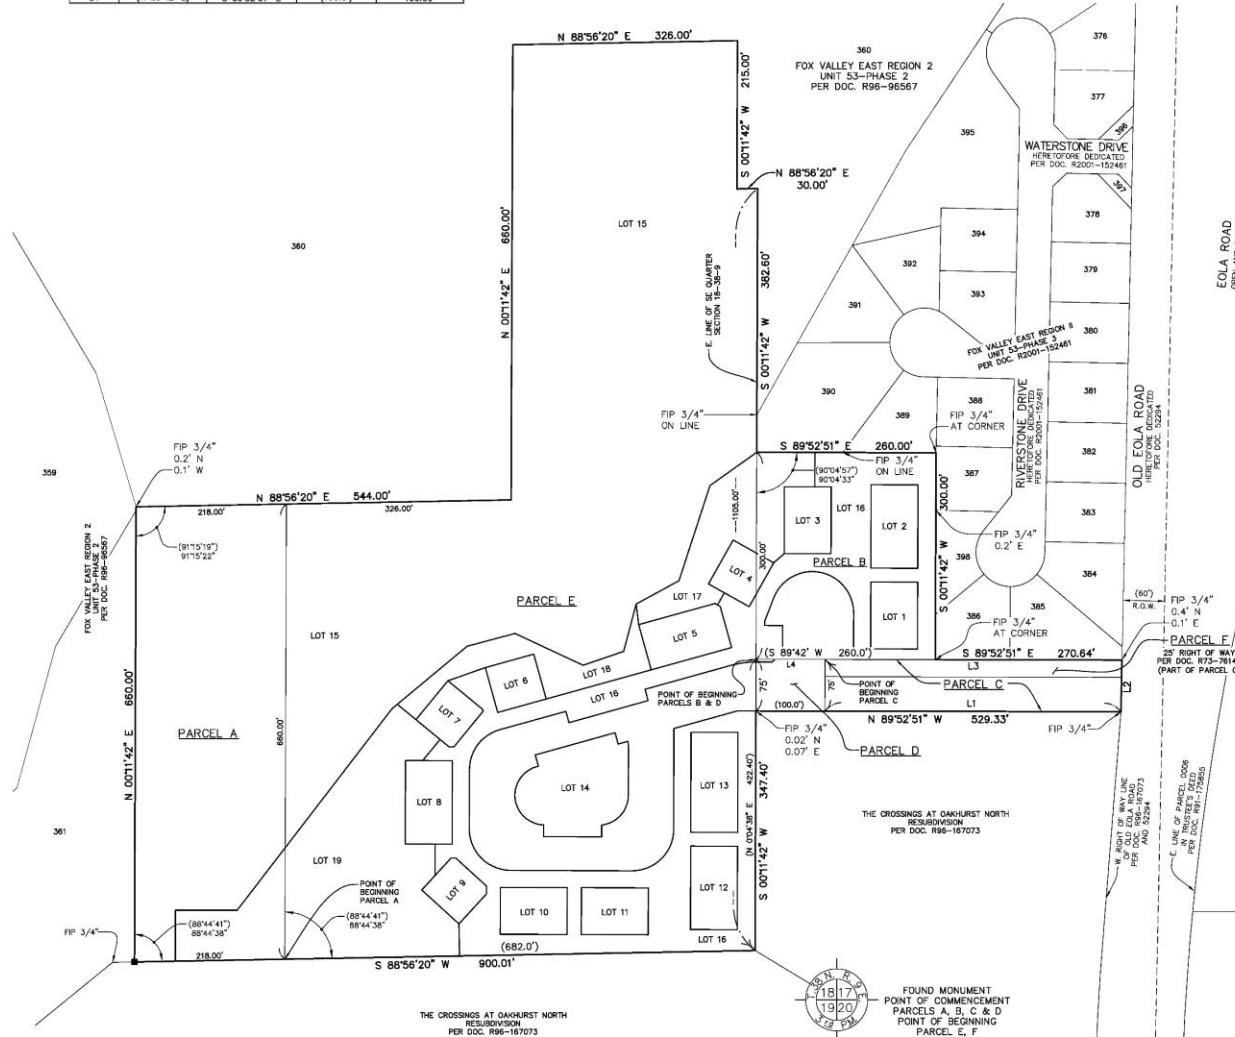 N 88°56'20" E 326.00'
S 00°11'42" W 215.00'
360
FOX VALLEY EAST REGION 2
UNIT 53-PHASE 2
PER DOC. R96-96567
376
377
396
395
WATERSTONE DRIVE
HERETOFORE DEDICATED
PER DOC. R2001-152461
397
N 88°56'20" E
30.00'
378
EOLA ROAD
LOT 15
360
N 00°11'42" E 660.00'
394
392
379
E. LINE OF SE QUARTER
SECTION 18-38-9
S 00°11'42" W 382.60'
393
391
380
FOX VALLEY EAST REGION II
UNIT 53-PHASE 3
PER DOC. R2001-152461
390
388
381
389
RIVERSTONE DRIVE
HERETOFORE DEDICATED
PER DOC. R2001-152461
OLD EOLA ROAD
HERETOFORE DEDICATED
PER DOC. 52294
FIP 3/4"
ON LINE
FIP 3/4"
AT CORNER
S 89°52'51" E 260.00'
382
FIP 3/4"
0.2' N
0.1' W
FIP 3/4"
ON LINE
359
(90°04'57")
90°04'33"
387
N 88°56'20" E 544.00'
218.00'
326.00'
1105.00'
300.00'
S 00°11'42" W 300.00'
LOT 3
LOT 16
LOT 2
383
FIP 3/4"
0.2' E
(91°15'19")
91°15'22"
FOX VALLEY EAST REGION 2
UNIT 53-PHASE 2
PER DOC. R96-96567
398
PARCEL B
LOT 4
384
PARCEL E
LOT 17
(60')
R.O.W.
FIP 3/4"
0.4' N
0.1' E
385
LOT 1
386
FIP 3/4"
AT CORNER
LOT 15
LOT 5
PARCEL F
25' RIGHT OF WAY
PER DOC. R73-7614
(PART OF PARCEL
(S 89°42' W 260.0')
S 89°52'51" E 270.64'
L4
L3
LOT 18
LOT 6
LOT 16
POINT OF BEGINNING
PARCELS B & D
75'
75'
POINT OF
BEGINNING
PARCEL C
PARCEL C
L2
N 00°11'42" E 660.00'
660.00'
(100.0')
L1
LOT 7
N 89°52'51" W 529.33'
PARCEL A
FIP 3/4"
0.02' N
0.07' E
FIP 3/4"
PARCEL D
LOT 14
LOT 13
LOT 8
(N 0°04'38" E 422.40')
S 00°11'42" W 347.40'
THE CROSSINGS AT OAKHURST NORTH
RESUBDIVISION
PER DOC. R96-167073
W. RIGHT OF WAY LINE
OF OLD EOLA ROAD
PER DOC. R96-167073
AND 52294
E. LINE OF PARCEL 0006
IN TRUSTEE'S DEED
PER DOC. R91-175855
361
LOT 19
POINT OF
BEGINNING
PARCEL A
LOT 9
LOT 12
LOT 10
LOT 11
(88°44'41")
88°44'38"
(88°44'41")
88°44'38"
FIP 3/4"
LOT 16
218.00'
(682.0')
S 88°56'20" W 900.01'
T. 38 N. R. 9 E.
18 17
19 20
3rd PM
FOUND MONUMENT
POINT OF COMMENCEMENT
PARCELS A, B, C & D
POINT OF BEGINNING
PARCEL E, F
THE CROSSINGS AT OAKHURST NORTH
RESUBDIVISION
PER DOC. R96-167073